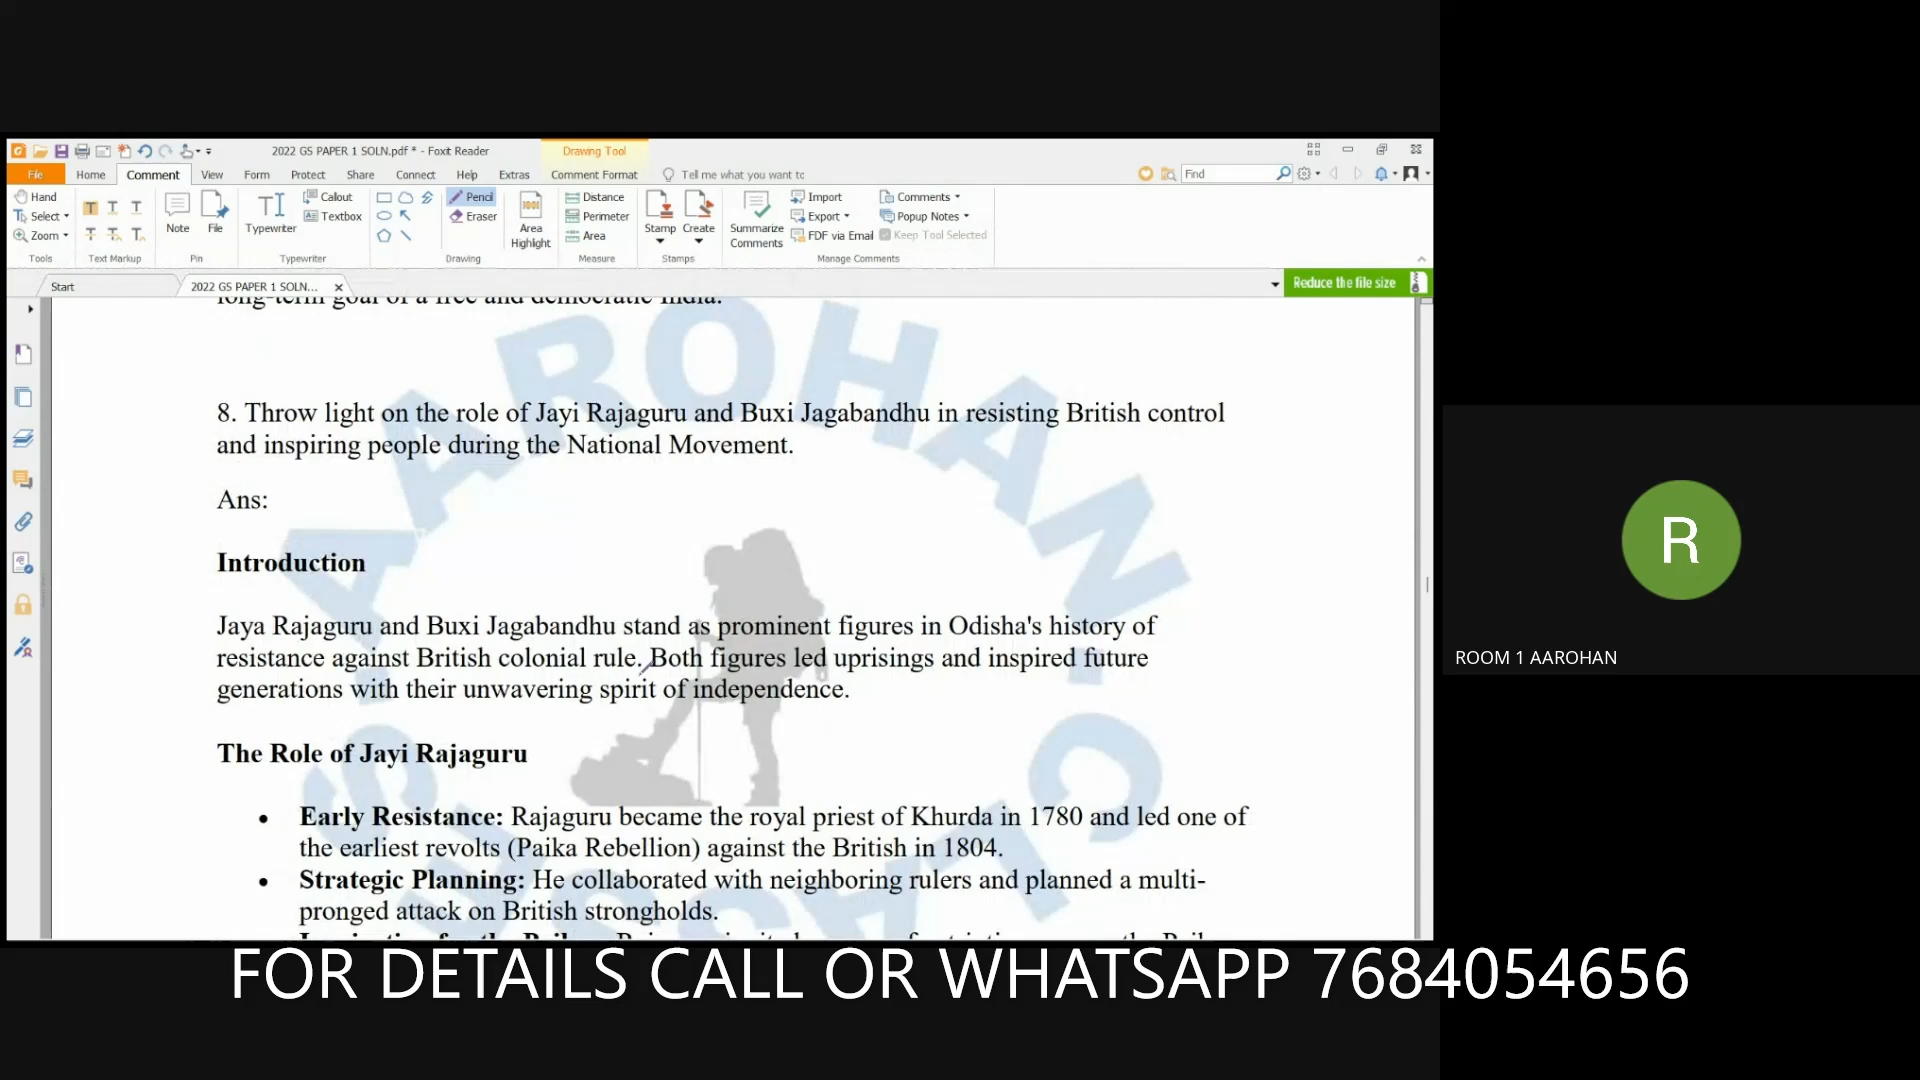 2022 GS PAPER 1 SOLN.pdf * - Foxit Reader
Drawing Tool
File Home Comment View Form Protect Share Connect Help Extras Comment Format Tell me what you want to Find
Hand
Select
Zoom
Tools
Text Markup
Note
File
Pin
Typewriter
Callout
Textbox
Typewriter
Pencil
Eraser
Drawing
Area Highlight
Distance
Perimeter
Area
Measure
Stamp
Create
Stamps
Summarize Comments
Import
Export
FDF via Email
Comments
Popup Notes
Keep Tool Selected
Manage Comments
Start
2022 GS PAPER 1 SOLN...
Reduce the file size
long-term goal of a free and democratic India.
8. Throw light on the role of Jayi Rajaguru and Buxi Jagabandhu in resisting British control
and inspiring people during the National Movement.
Ans:
Introduction
Jaya Rajaguru and Buxi Jagabandhu stand as prominent figures in Odisha's history of
resistance against British colonial rule. Both figures led uprisings and inspired future
generations with their unwavering spirit of independence.
The Role of Jayi Rajaguru
• Early Resistance: Rajaguru became the royal priest of Khurda in 1780 and led one of
the earliest revolts (Paika Rebellion) against the British in 1804.
• Strategic Planning: He collaborated with neighboring rulers and planned a multi-
pronged attack on British strongholds.
AAROHAN
R
ROOM 1 AAROHAN
FOR DETAILS CALL OR WHATSAPP 7684054656